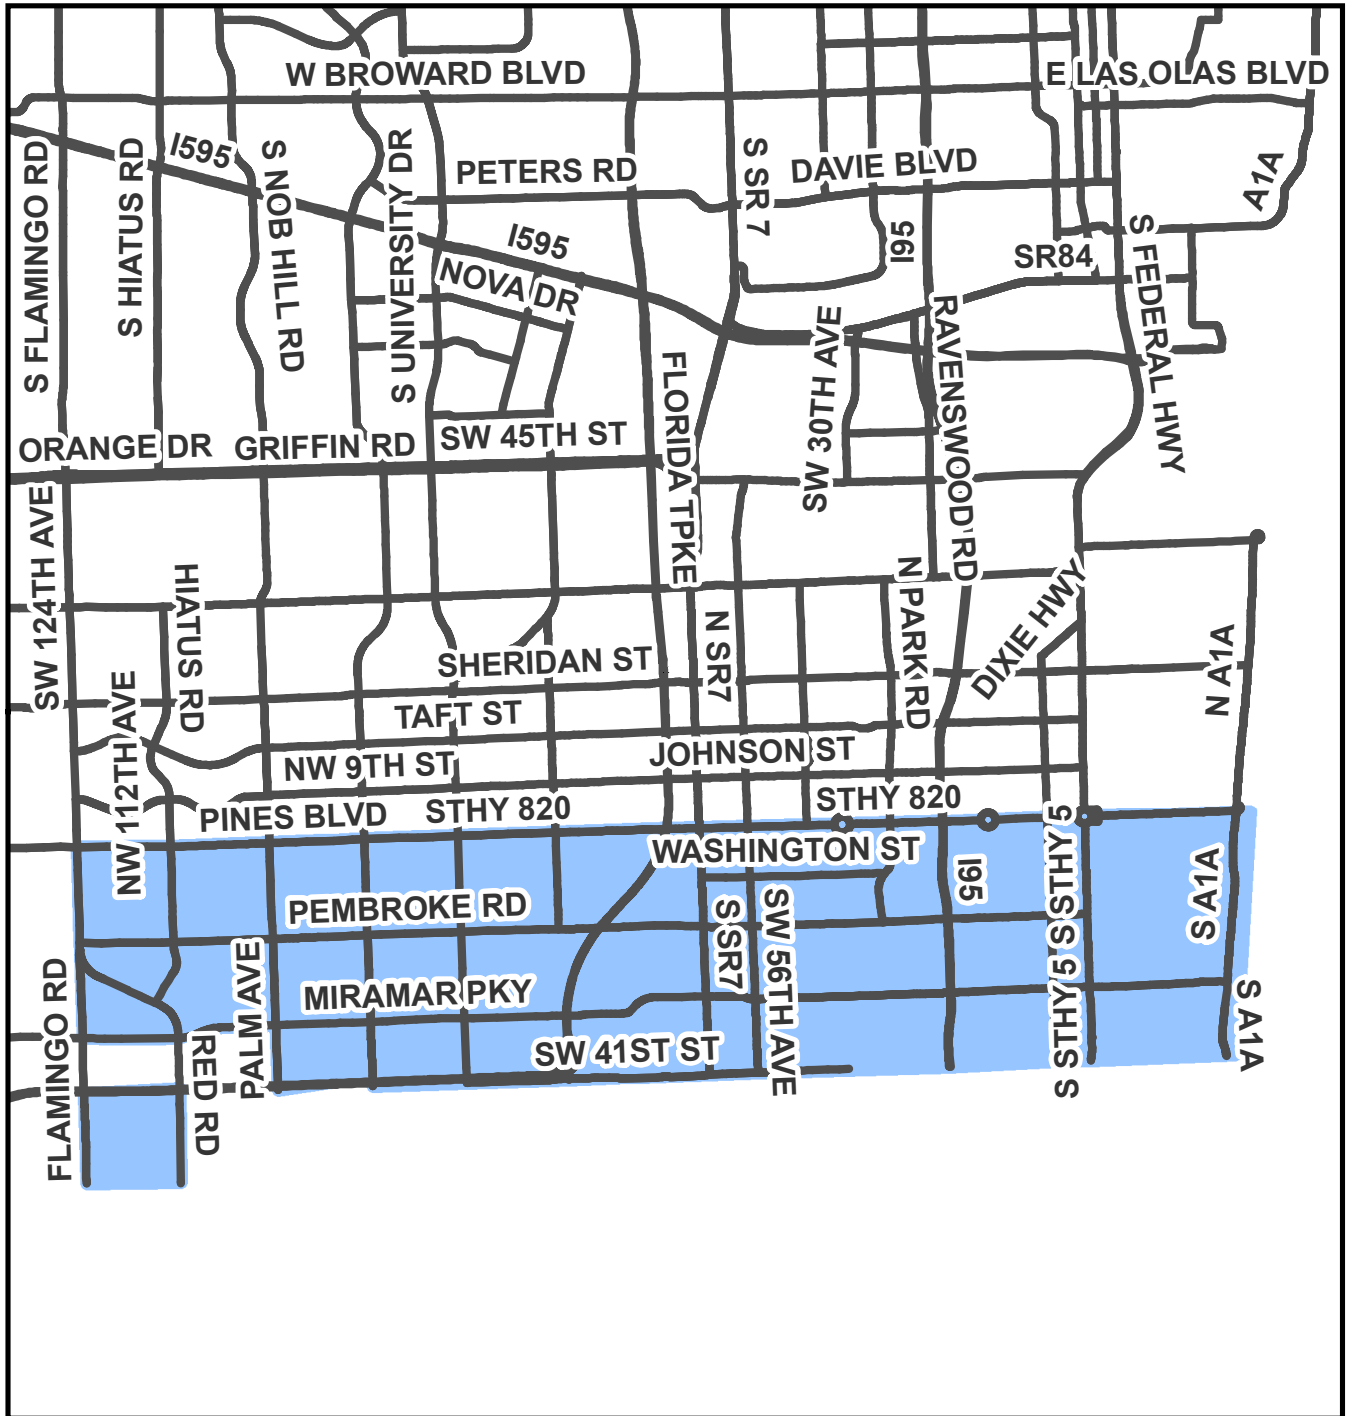 W BROWARD BLVD
E LAS OLAS BLVD
S FLAMINGO RD
S HIATUS RD
I595
S NOB HILL RD
S UNIVERSITY DR
PETERS RD
S SR 7
DAVIE BLVD
A1A
I595
I95
SR84
S FEDERAL HWY
NOVA DR
SW 30TH AVE
RAVENSWOOD RD
FLORIDA TPKE
ORANGE DR
GRIFFIN RD
SW 45TH ST
SW 124TH AVE
HIATUS RD
N SR7
N PARK RD
DIXIE HWY
N A1A
SHERIDAN ST
NW 112TH AVE
TAFT ST
JOHNSON ST
NW 9TH ST
PINES BLVD
STHY 820
STHY 820
WASHINGTON ST
I95
S STHY 5 S STHY 5
S A1A
PEMBROKE RD
S SR7
SW 56TH AVE
FLAMINGO RD
PALM AVE
MIRAMAR PKY
S A1A
RED RD
SW 41ST ST